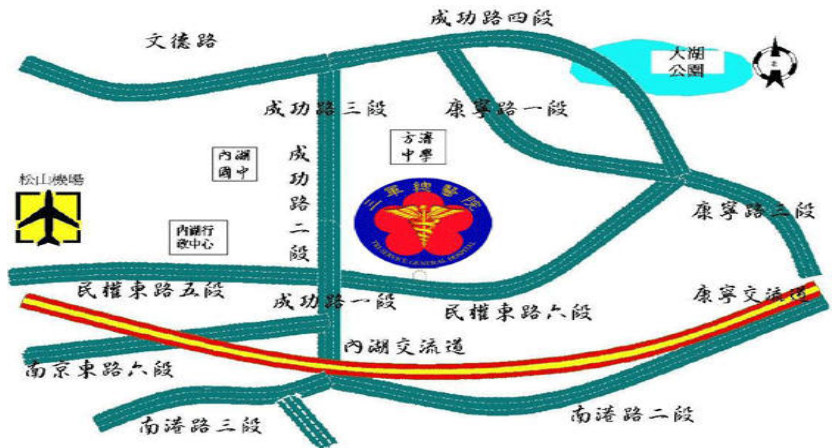 成功路四段
文德路
大湖
公園
北
成功路三段
康寧路一段
方濟
中學
內湖
國中
成功路二段
松山機場
三軍總醫院
TRI-SERVICE GENERAL HOSPITAL
康寧路三段
內湖行
政中心
民權東路五段
成功路一段
民權東路六段
康寧交流道
內湖交流道
南京東路六段
南港路三段
南港路二段